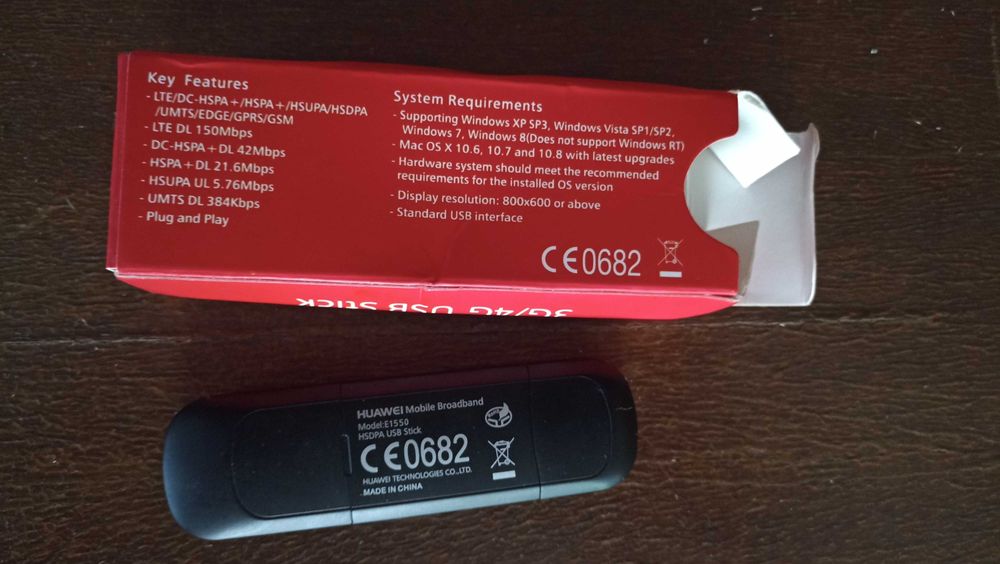 Key Features
- LTE/DC-HSPA+/HSPA+/HSUPA/HSDPA
/UMTS/EDGE/GPRS/GSM
- LTE DL 150Mbps
- DC-HSPA+DL 42Mbps
- HSPA+DL 21.6Mbps
- HSUPA UL 5.76Mbps
- UMTS DL 384Kbps
- Plug and Play
System Requirements
- Supporting Windows XP SP3, Windows Vista SP1/SP2,
Windows 7, Windows 8(Does not support Windows RT)
- Mac OS X 10.6, 10.7 and 10.8 with latest upgrades
- Hardware system should meet the recommended
requirements for the installed OS version
- Display resolution: 800x600 or above
- Standard USB interface
CE0682
3G/4G USB Stick
HUAWEI Mobile Broadband
Model:E1550
HSDPA USB Stick
CE0682
HUAWEI TECHNOLOGIES CO.,LTD.
MADE IN CHINA